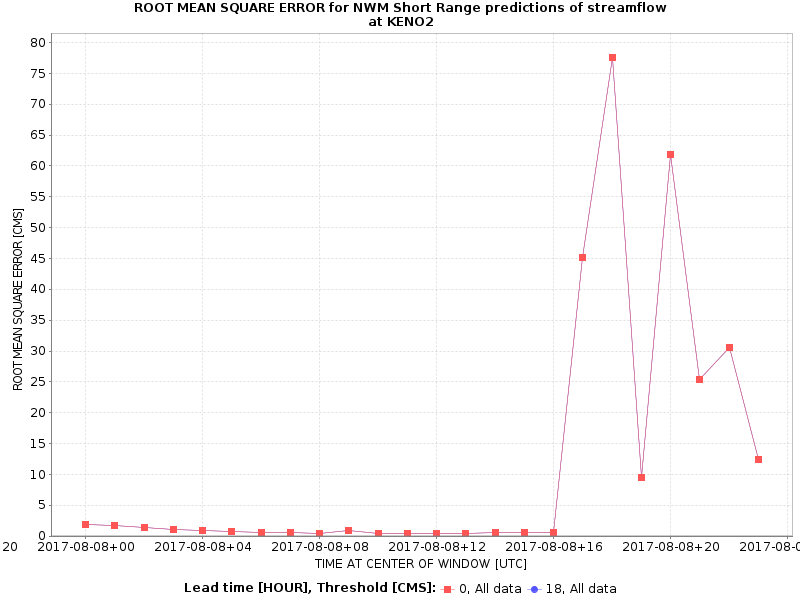 ROOT MEAN SQUARE ERROR for NWM Short Range predictions of streamflow
at KENO2
80
75
70
65
60
55
50
45
40
35
30
25
20
15
10
5
0
ROOT MEAN SQUARE ERROR [CMS]
20 2017-08-08+00 2017-08-08+04 2017-08-08+08 2017-08-08+12 2017-08-08+16 2017-08-08+20 2017-08-0
TIME AT CENTER OF WINDOW [UTC]
Lead time [HOUR], Threshold [CMS]: 0, All data 18, All data